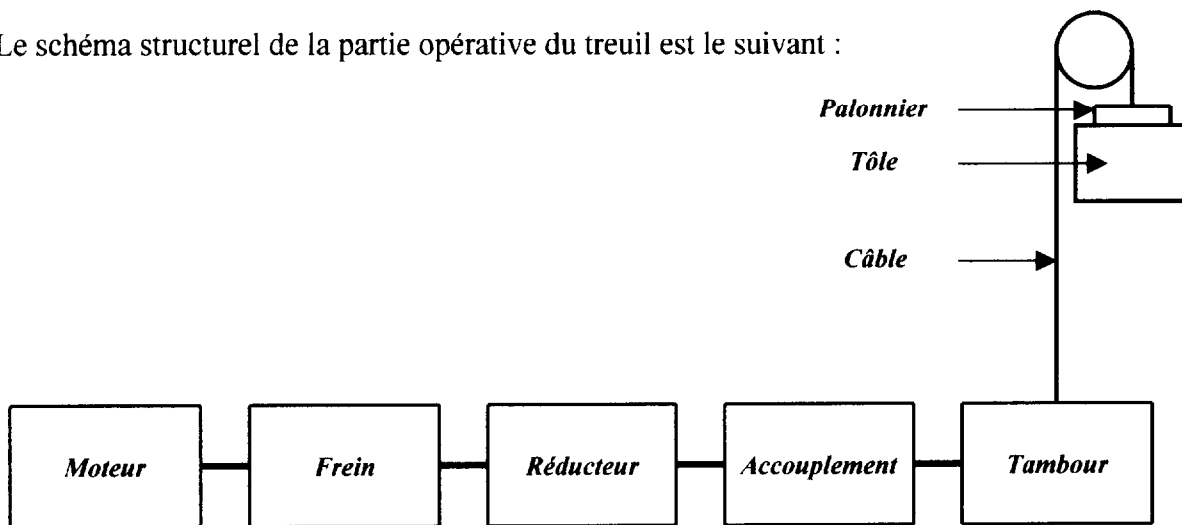 Le schéma structurel de la partie opérative du treuil est le suivant :
Palonnier
Tôle
Câble
Moteur
Frein
Réducteur
Accouplement
Tambour